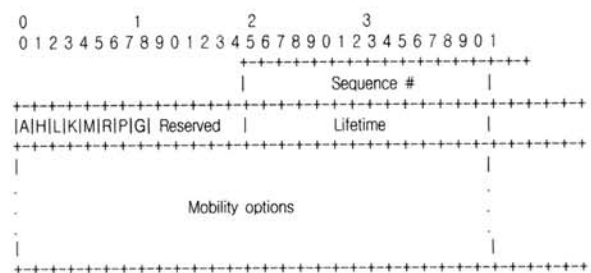 0 1 2 3
0 1 2 3 4 5 6 7 8 9 0 1 2 3 4 5 6 7 8 9 0 1 2 3 4 5 6 7 8 9 0 1
+-+-+-+-+-+-+-+-+-+-+-+-+-+-+-+-+
| Sequence # |
+-+-+-+-+-+-+-+-+-+-+-+-+-+-+-+-+-+-+-+-+-+-+-+-+-+-+-+-+-+-+-+-+
|A|H|L|K|M|R|P|G| Reserved | Lifetime |
+-+-+-+-+-+-+-+-+-+-+-+-+-+-+-+-+-+-+-+-+-+-+-+-+-+-+-+-+-+-+-+-+
| |
. .
. Mobility options .
. .
| |
+-+-+-+-+-+-+-+-+-+-+-+-+-+-+-+-+-+-+-+-+-+-+-+-+-+-+-+-+-+-+-+-+